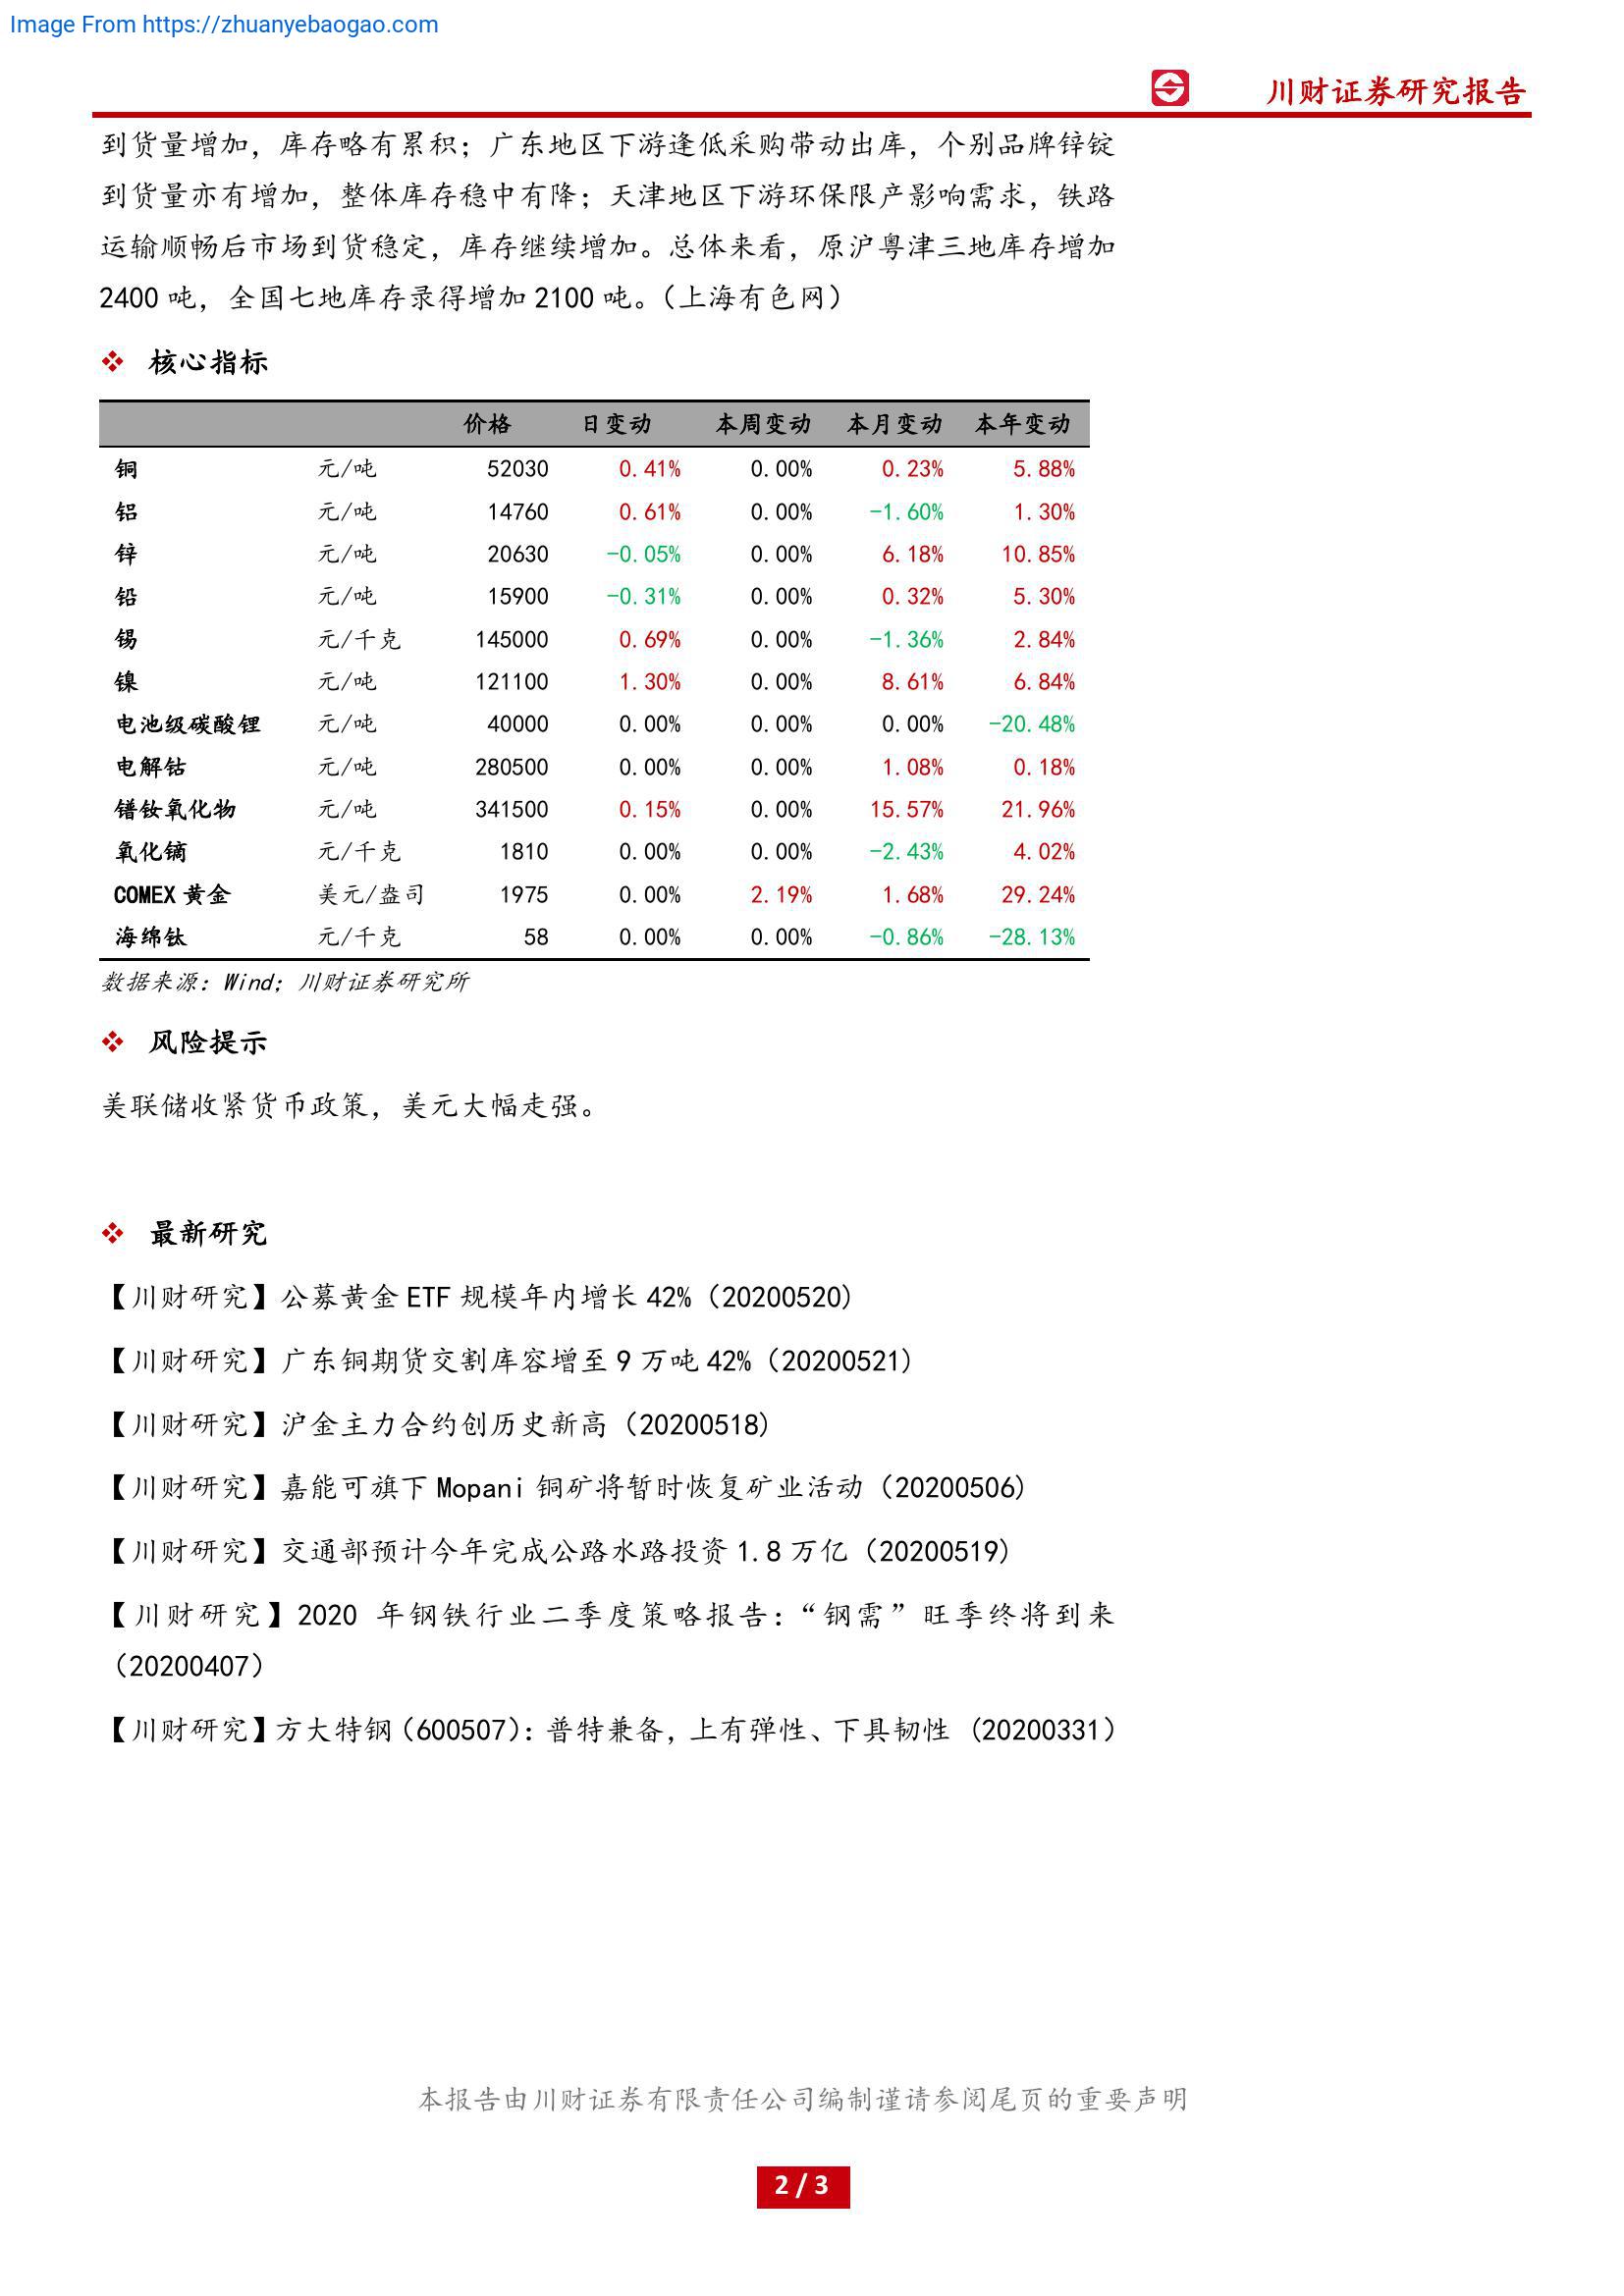 Image From https://zhuanyebaogao.com
川财证券研究报告
到货量增加，库存略有累积；广东地区下游逢低采购带动出库，个别品牌锌锭
到货量亦有增加，整体库存稳中有降；天津地区下游环保限产影响需求，铁路
运输顺畅后市场到货稳定，库存继续增加。总体来看，原沪粤津三地库存增加
2400 吨，全国七地库存录得增加 2100 吨。（上海有色网）
❖ 核心指标
价格 日变动 本周变动 本月变动 本年变动
铜 元/吨 52030 0.41% 0.00% 0.23% 5.88%
铝 元/吨 14760 0.61% 0.00% -1.60% 1.30%
锌 元/吨 20630 -0.05% 0.00% 6.18% 10.85%
铅 元/吨 15900 -0.31% 0.00% 0.32% 5.30%
锡 元/千克 145000 0.69% 0.00% -1.36% 2.84%
镍 元/吨 121100 1.30% 0.00% 8.61% 6.84%
电池级碳酸锂 元/吨 40000 0.00% 0.00% 0.00% -20.48%
电解钴 元/吨 280500 0.00% 0.00% 1.08% 0.18%
镨钕氧化物 元/吨 341500 0.15% 0.00% 15.57% 21.96%
氧化镝 元/千克 1810 0.00% 0.00% -2.43% 4.02%
COMEX 黄金 美元/盎司 1975 0.00% 2.19% 1.68% 29.24%
海绵钛 元/千克 58 0.00% 0.00% -0.86% -28.13%
数据来源：Wind；川财证券研究所
❖ 风险提示
美联储收紧货币政策，美元大幅走强。
❖ 最新研究
【川财研究】公募黄金 ETF 规模年内增长 42%（20200520）
【川财研究】广东铜期货交割库容增至 9 万吨 42%（20200521）
【川财研究】沪金主力合约创历史新高（20200518）
【川财研究】嘉能可旗下 Mopani 铜矿将暂时恢复矿业活动（20200506）
【川财研究】交通部预计今年完成公路水路投资 1.8 万亿（20200519）
【川财研究】2020 年钢铁行业二季度策略报告：“钢需”旺季终将到来
（20200407）
【川财研究】方大特钢（600507）：普特兼备，上有弹性、下具韧性 （20200331）
本报告由川财证券有限责任公司编制谨请参阅尾页的重要声明
2 / 3